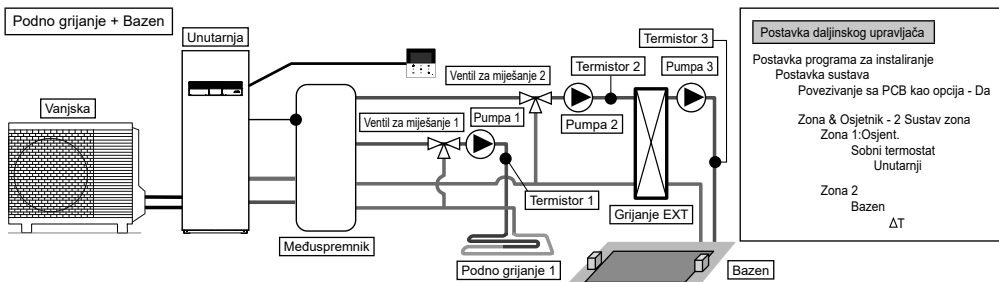 Podno grijanje + Bazen
Unutarnja
Vanjska
Međuspremnik
Ventil za miješanje 1
Ventil za miješanje 2
Pumpa 1
Termistor 1
Podno grijanje 1
Termistor 2
Pumpa 2
Termistor 3
Pumpa 3
Grijanje EXT
Bazen
Postavka daljinskog upravljača
Postavka programa za instaliranje
Postavka sustava
Povezivanje sa PCB kao opcija - Da
Zona & Osjetnik - 2 Sustav zona
Zona 1:Osjent.
Sobni termostat
Unutarnji
Zona 2
Bazen
ΔT